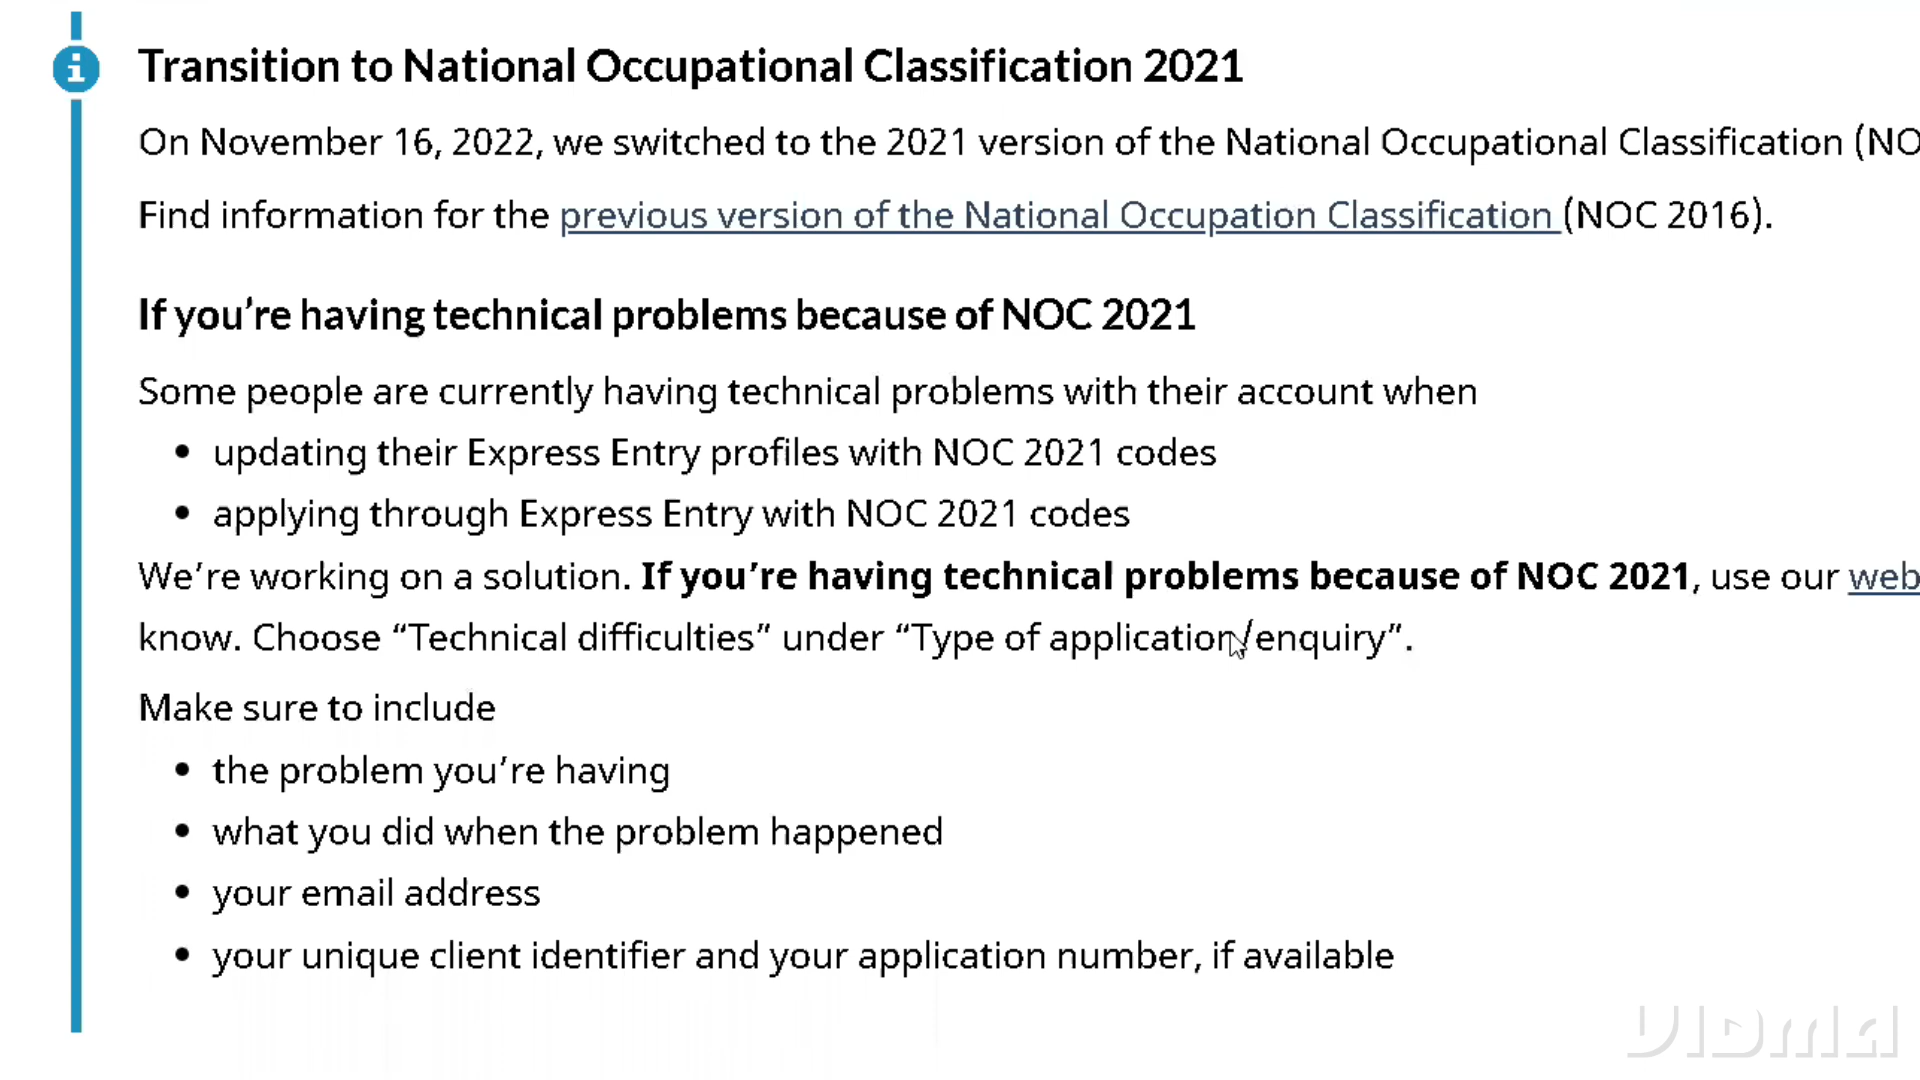 Transition to National Occupational Classification 2021
On November 16, 2022, we switched to the 2021 version of the National Occupational Classification (NO
Find information for the previous version of the National Occupation Classification (NOC 2016).
If you’re having technical problems because of NOC 2021
Some people are currently having technical problems with their account when
• updating their Express Entry profiles with NOC 2021 codes
• applying through Express Entry with NOC 2021 codes
We’re working on a solution. If you’re having technical problems because of NOC 2021, use our web
know. Choose “Technical difficulties” under “Type of application/enquiry”.
Make sure to include
• the problem you’re having
• what you did when the problem happened
• your email address
• your unique client identifier and your application number, if available
VIDMA